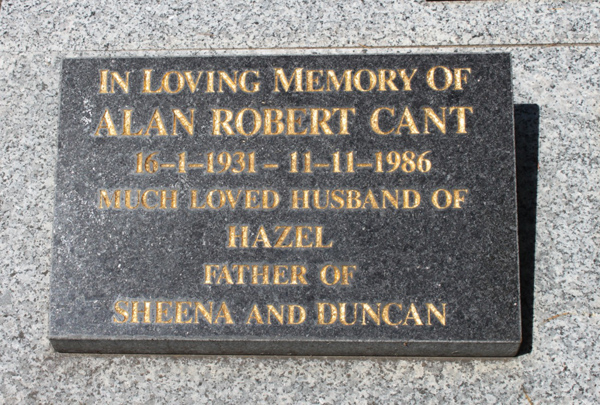 IN LOVING MEMORY OF
ALAN ROBERT CANT
16-1-1931 - 11-11-1986
MUCH LOVED HUSBAND OF
HAZEL
FATHER OF
SHEENA AND DUNCAN